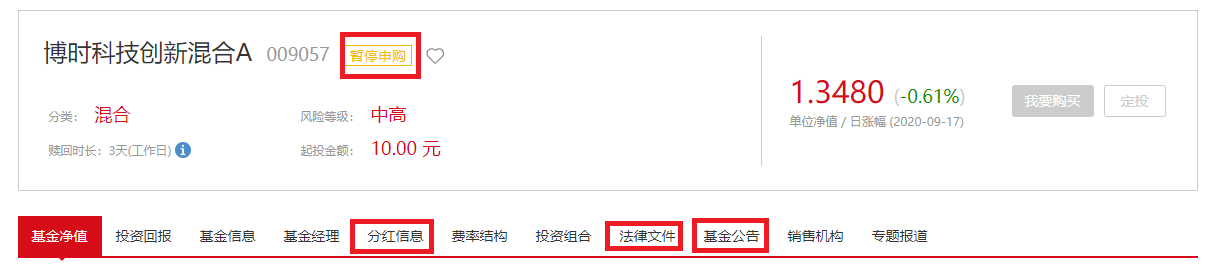 博时科技创新混合A 009057 暂停申购
1.3480 (-0.61%) 我要购买 定投
分类: 混合 风险等级: 中高
单位净值 / 日涨幅 (2020-09-17)
赎回时长: 3天(工作日) i 起投金额: 10.00 元
基金净值 投资回报 基金信息 基金经理 分红信息 费率结构 投资组合 法律文件 基金公告 销售机构 专题报道